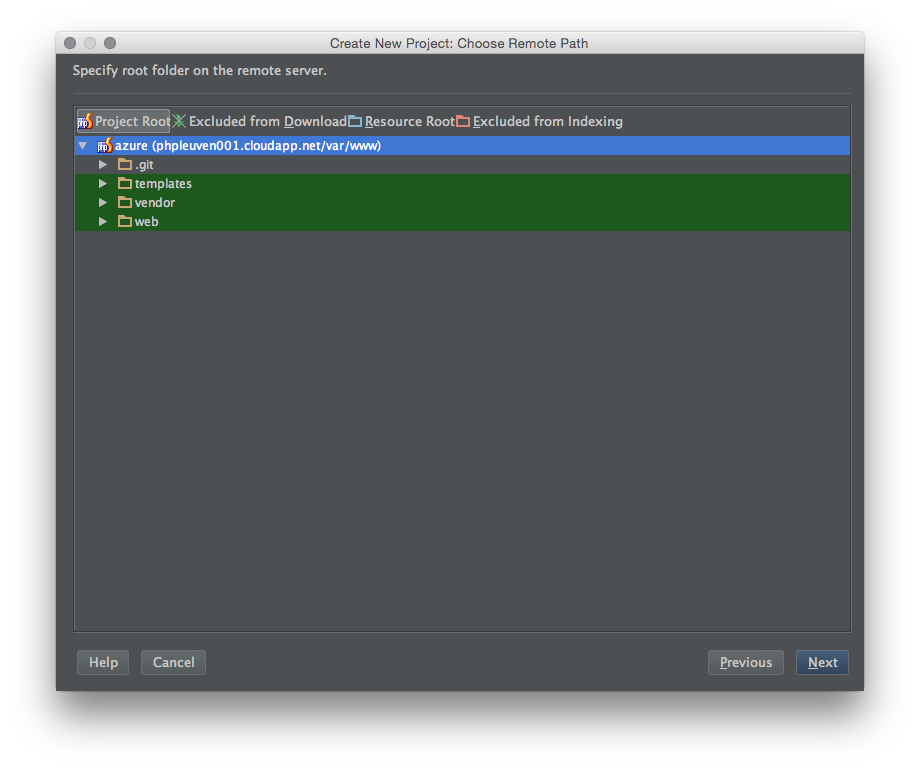 Create New Project: Choose Remote Path
Specify root folder on the remote server.
Project Root Excluded from Download Resource Root Excluded from Indexing
azure (phpleuven001.cloudapp.net/var/www)
.git
templates
vendor
web
Help Cancel Previous Next